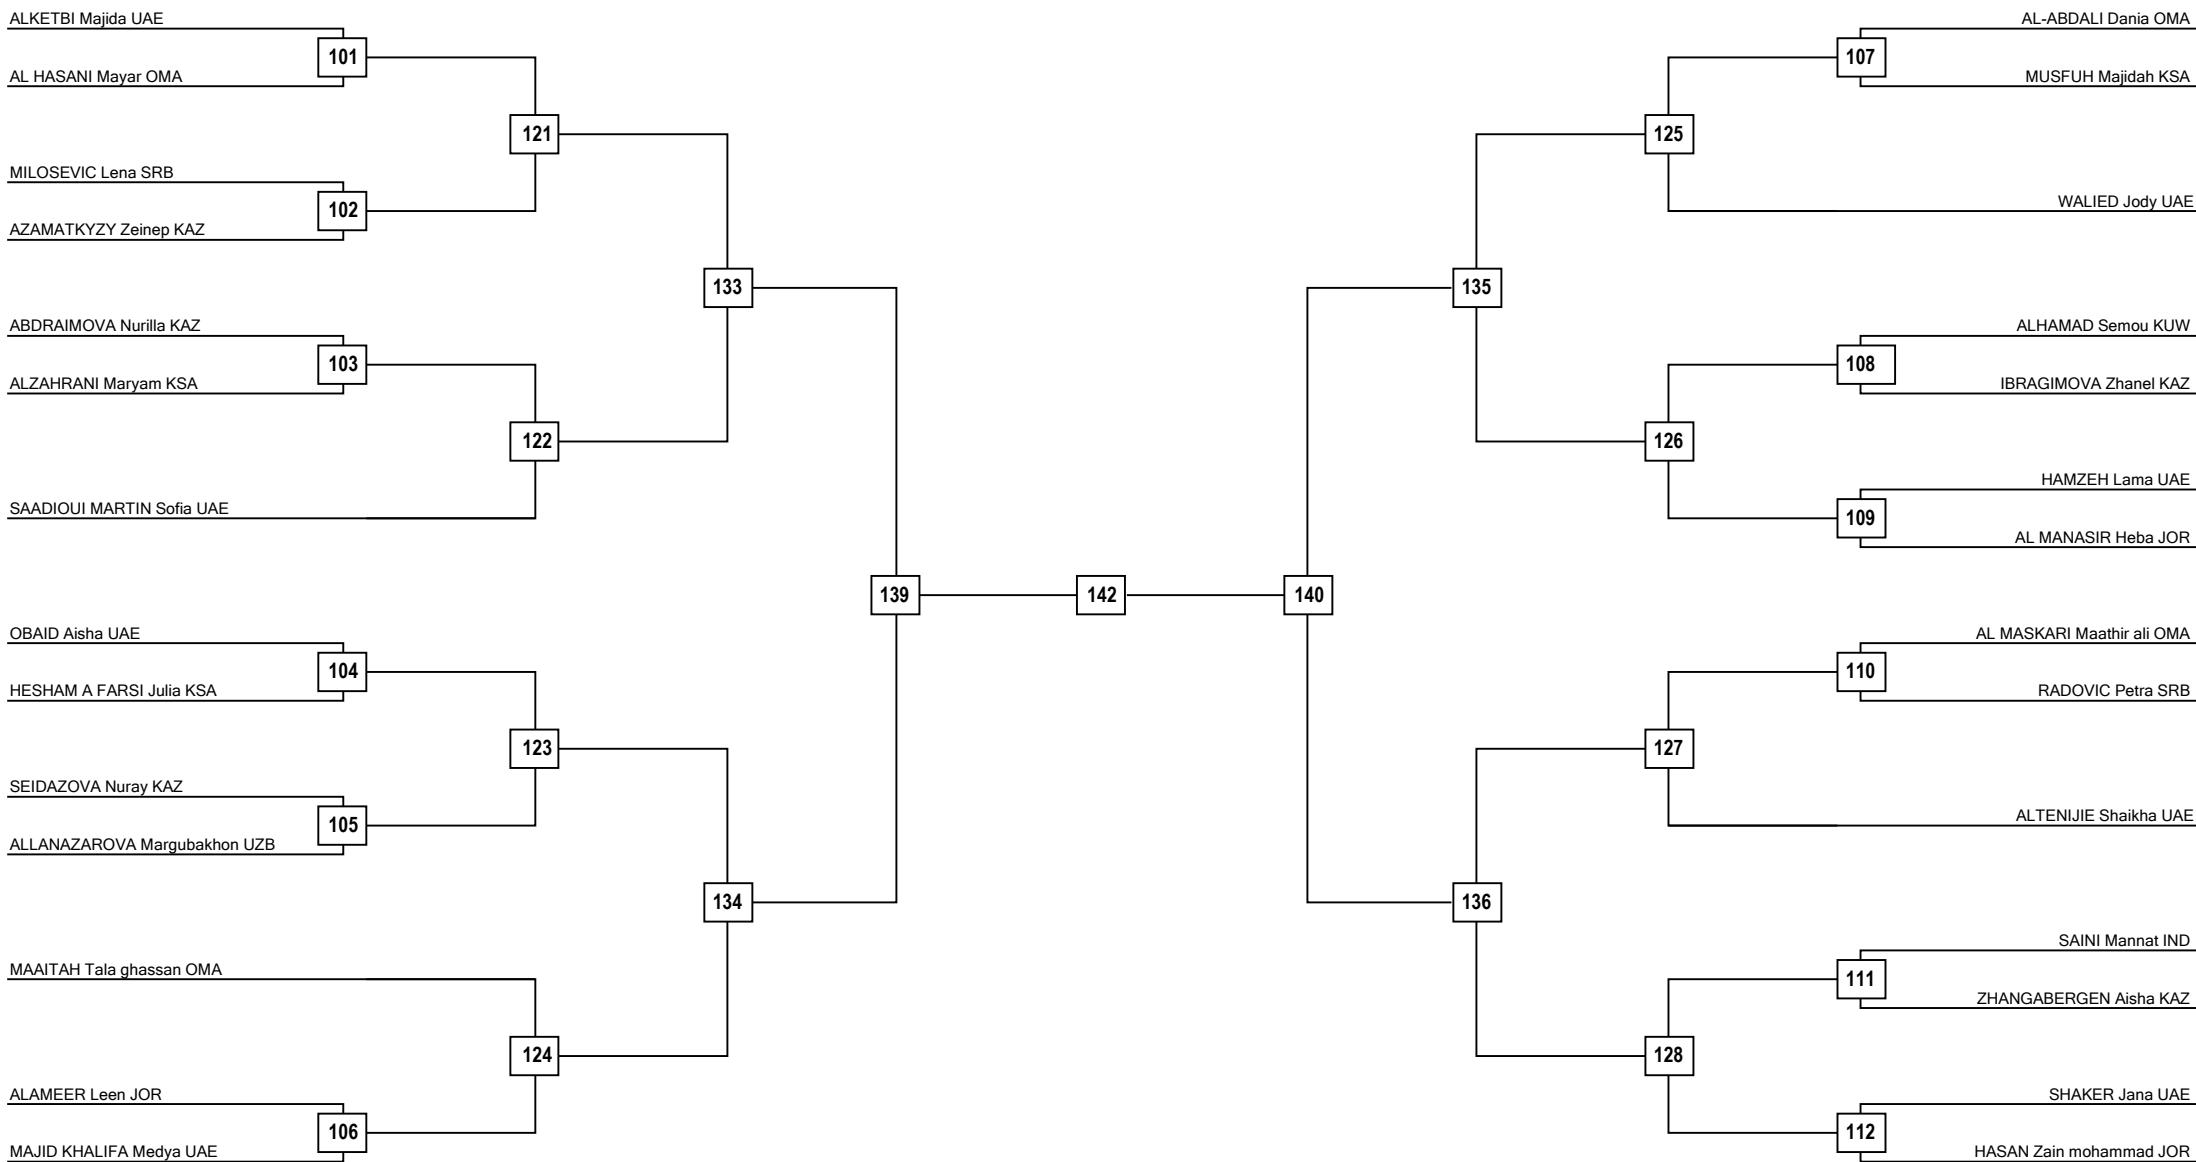 ALKETBI Majida UAE
101
AL HASANI Mayar OMA
121
MILOSEVIC Lena SRB
102
AZAMATKYZY Zeinep KAZ
133
ABDRAIMOVA Nurilla KAZ
103
ALZAHRANI Maryam KSA
122
SAADIOUI MARTIN Sofia UAE
139
OBAID Aisha UAE
104
HESHAM A FARSI Julia KSA
123
SEIDAZOVA Nuray KAZ
105
ALLANAZAROVA Margubakhon UZB
134
MAAITAH Tala ghassan OMA
124
ALAMEER Leen JOR
106
MAJID KHALIFA Medya UAE
142
AL-ABDALI Dania OMA
107
MUSFUH Majidah KSA
125
WALIED Jody UAE
135
ALHAMAD Semou KUW
108
IBRAGIMOVA Zhanel KAZ
126
HAMZEH Lama UAE
109
AL MANASIR Heba JOR
140
AL MASKARI Maathir ali OMA
110
RADOVIC Petra SRB
127
ALTENIJIE Shaikha UAE
136
SAINI Mannat IND
111
ZHANGABERGEN Aisha KAZ
128
SHAKER Jana UAE
112
HASAN Zain mohammad JOR